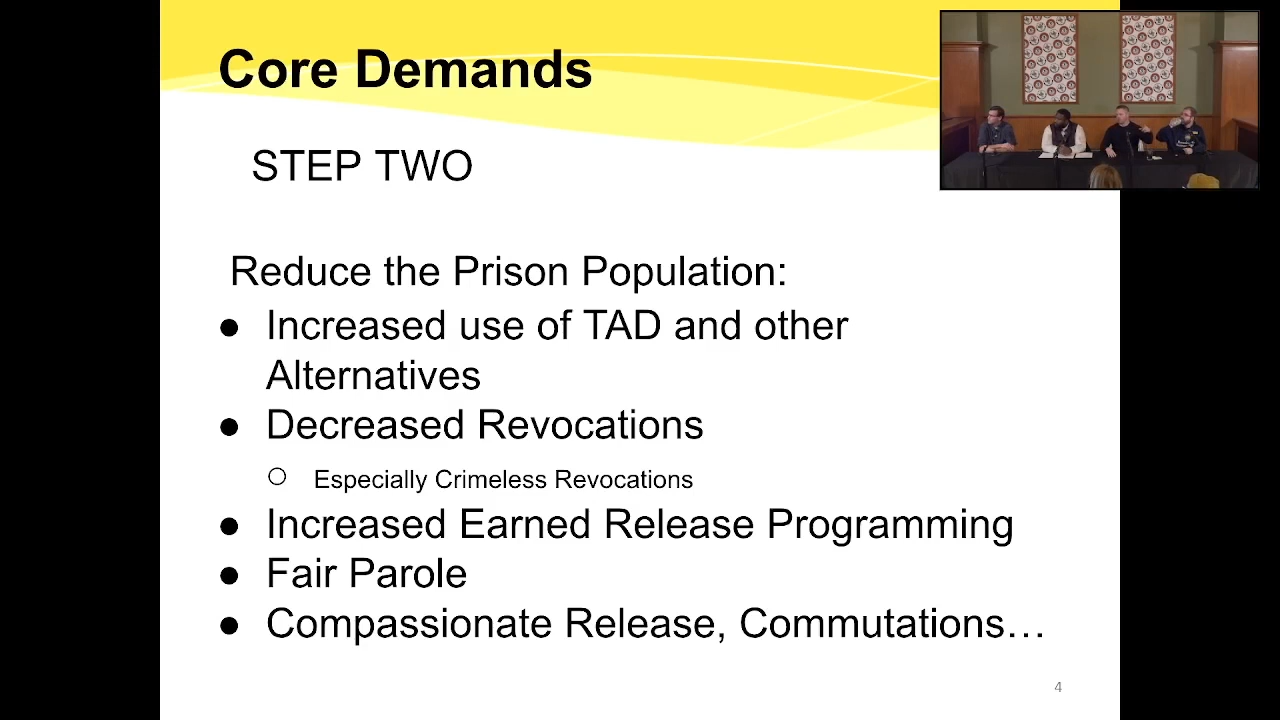 Core Demands
STEP TWO
Reduce the Prison Population:
● Increased use of TAD and other
Alternatives
● Decreased Revocations
○ Especially Crimeless Revocations
● Increased Earned Release Programming
● Fair Parole
● Compassionate Release, Commutations…
4